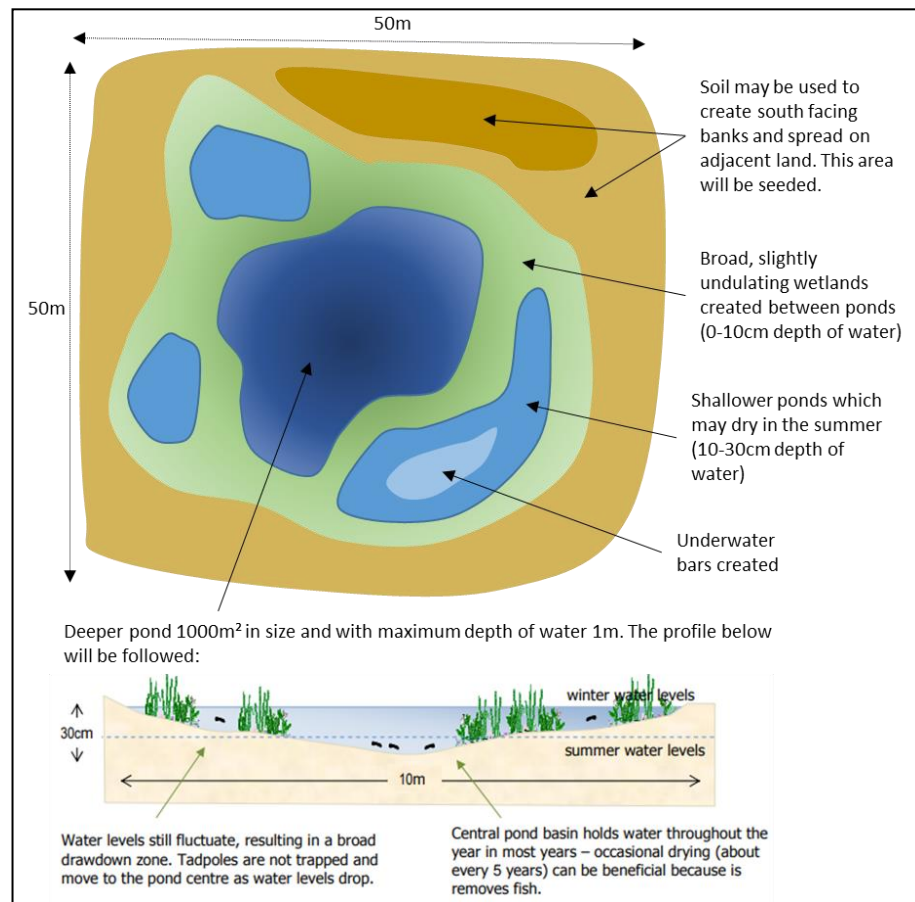 50m
50m
Soil may be used to
create south facing
banks and spread on
adjacent land. This area
will be seeded.
Broad, slightly
undulating wetlands
created between ponds
(0-10cm depth of water)
Shallower ponds which
may dry in the summer
(10-30cm depth of
water)
Underwater
bars created
Deeper pond 1000m² in size and with maximum depth of water 1m. The profile below
will be followed:
winter water levels
30cm
summer water levels
10m
Water levels still fluctuate, resulting in a broad
drawdown zone. Tadpoles are not trapped and
move to the pond centre as water levels drop.
Central pond basin holds water throughout the
year in most years – occasional drying (about
every 5 years) can be beneficial because is
removes fish.